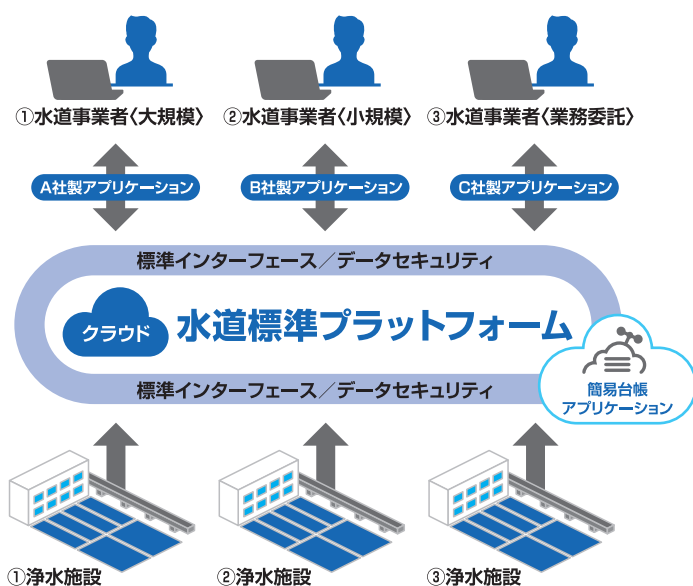 ①水道事業者〈大規模〉
②水道事業者〈小規模〉
③水道事業者〈業務委託〉
A社製アプリケーション
B社製アプリケーション
C社製アプリケーション
標準インターフェース／データセキュリティ
クラウド
水道標準プラットフォーム
標準インターフェース／データセキュリティ
簡易台帳
アプリケーション
①浄水施設
②浄水施設
③浄水施設